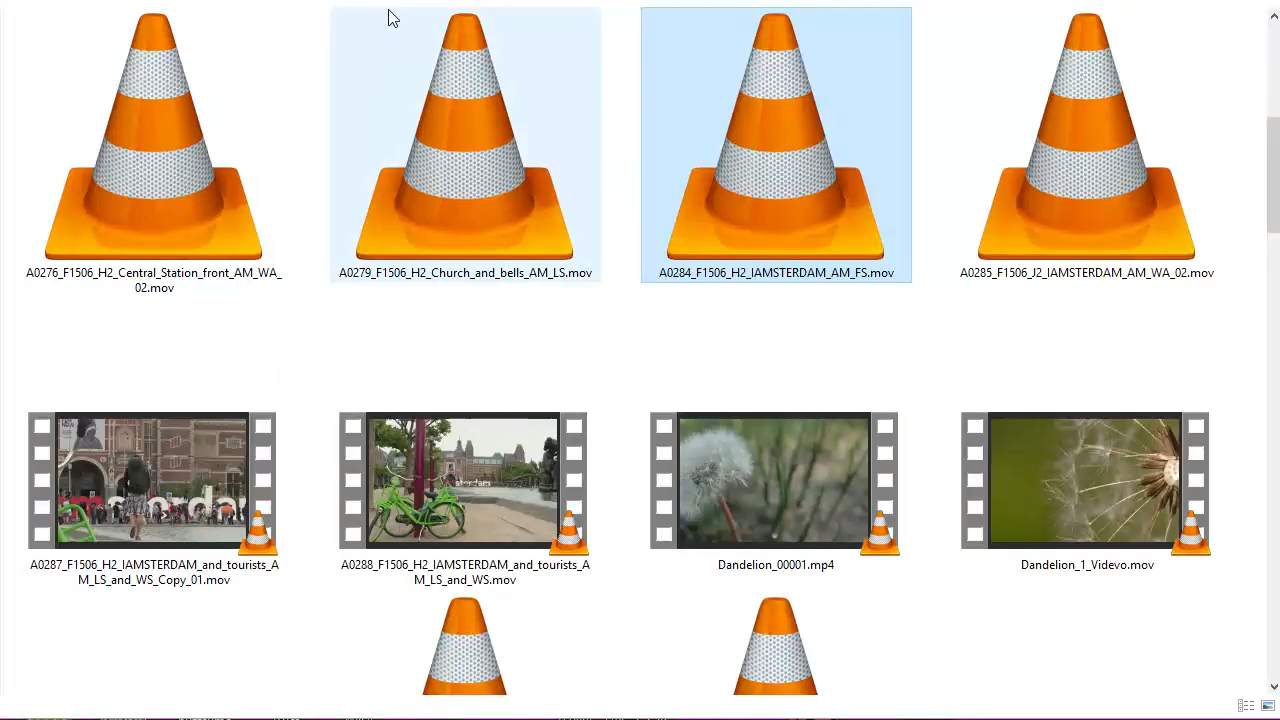 A0276_F1506_H2_Central_Station_front_AM_WA_
02.mov
A0279_F1506_H2_Church_and_bells_AM_LS.mov
A0284_F1506_H2_IAMSTERDAM_AM_FS.mov
A0285_F1506_J2_IAMSTERDAM_AM_WA_02.mov
A0287_F1506_H2_IAMSTERDAM_and_tourists_A
M_LS_and_WS_Copy_01.mov
A0288_F1506_H2_IAMSTERDAM_and_tourists_A
M_LS_and_WS.mov
Dandelion_00001.mp4
Dandelion_1_Videvo.mov